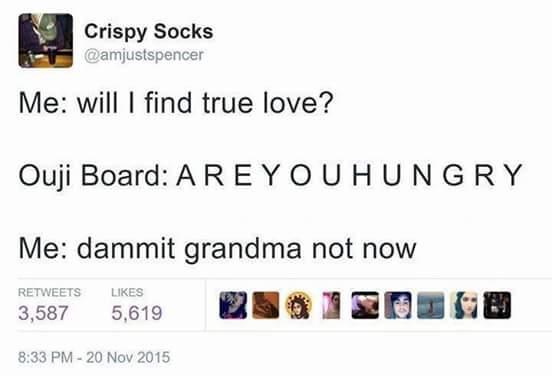 Crispy Socks
@amjustspencer
Me: will I find true love?
Ouji Board: A R E Y O U H U N G R Y
Me: dammit grandma not now
RETWEETS LIKES
3,587 5,619
8:33 PM - 20 Nov 2015